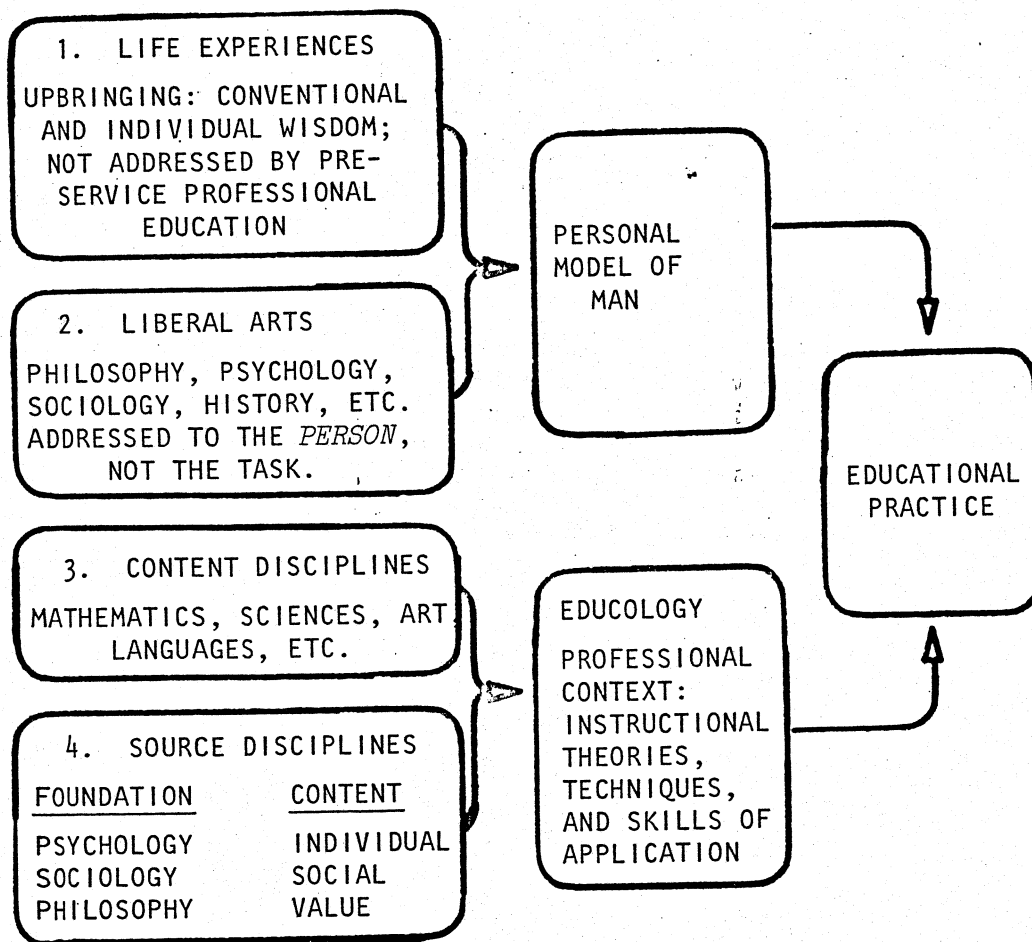 1. LIFE EXPERIENCES
UPBRINGING: CONVENTIONAL
AND INDIVIDUAL WISDOM;
NOT ADDRESSED BY PRE-
SERVICE PROFESSIONAL
EDUCATION
2. LIBERAL ARTS
PHILOSOPHY, PSYCHOLOGY,
SOCIOLOGY, HISTORY, ETC.
ADDRESSED TO THE PERSON,
NOT THE TASK.
PERSONAL
MODEL OF
MAN
3. CONTENT DISCIPLINES
MATHEMATICS, SCIENCES, ART
LANGUAGES, ETC.
4. SOURCE DISCIPLINES
FOUNDATION CONTENT
PSYCHOLOGY INDIVIDUAL
SOCIOLOGY SOCIAL
PHILOSOPHY VALUE
EDUCOLOGY
PROFESSIONAL
CONTEXT:
INSTRUCTIONAL
THEORIES,
TECHNIQUES,
AND SKILLS OF
APPLICATION
EDUCATIONAL
PRACTICE